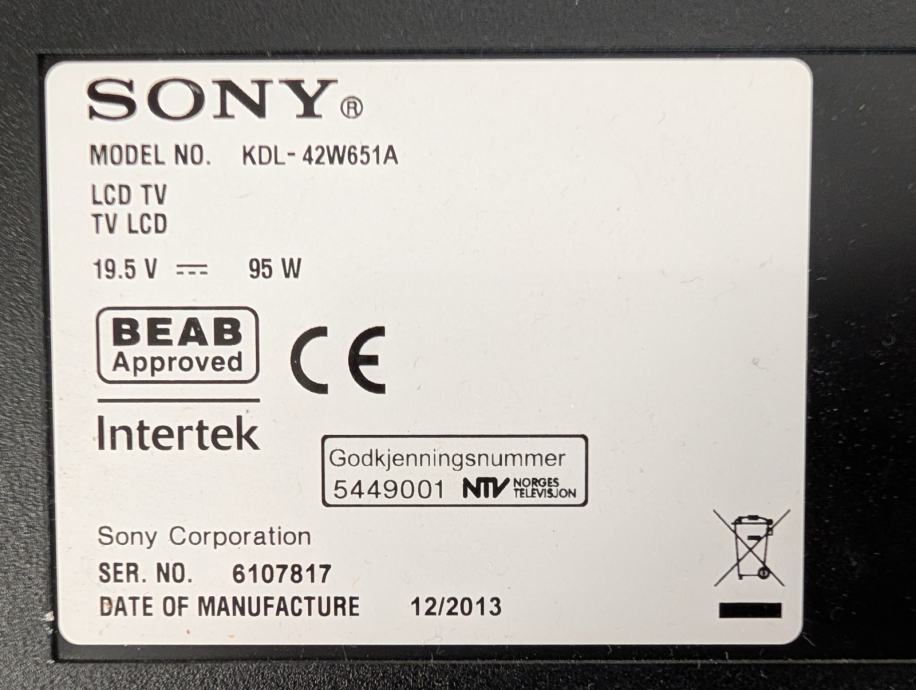 SONY®
MODEL NO. KDL-42W651A
LCD TV
TV LCD
19.5 V ⎓ 95 W
BEAB
Approved
CE
Intertek
Godkjenningsnummer
5449001 NTV NORGES TELEVISJON
Sony Corporation
SER. NO. 6107817
DATE OF MANUFACTURE 12/2013